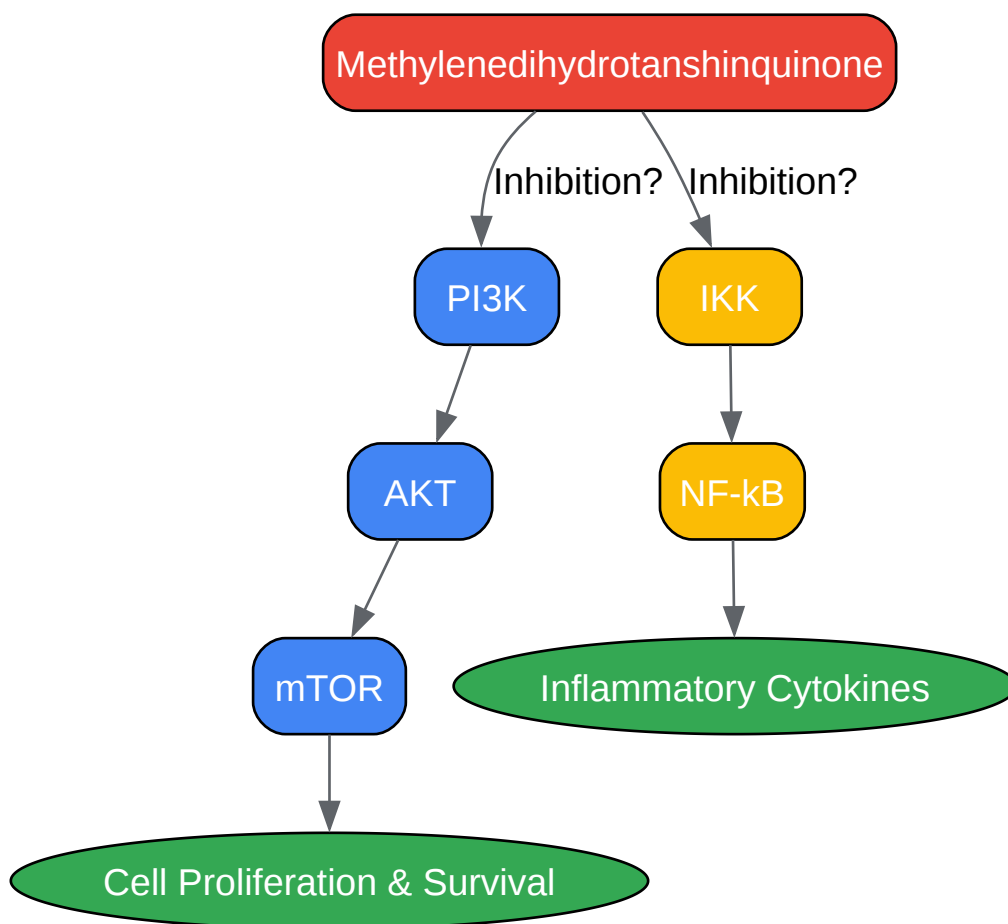 Methylenedihydrotanshinquinone
Inhibition? Inhibition?
PI3K IKK
AKT NF-kB
mTOR Inflammatory Cytokines
Cell Proliferation & Survival